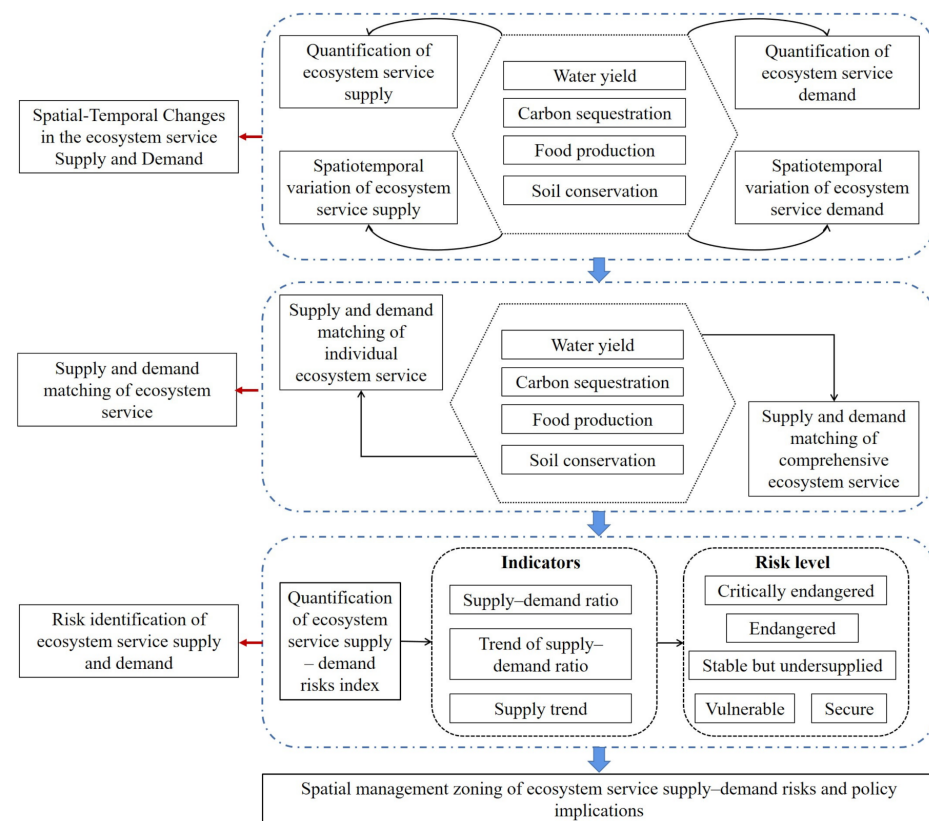 Spatial-Temporal Changes
in the ecosystem service
Supply and Demand
Quantification of
ecosystem service
supply
Spatiotemporal
variation of ecosystem
service supply
Water yield
Carbon sequestration
Food production
Soil conservation
Quantification of
ecosystem service
demand
Spatiotemporal
variation of ecosystem
service demand
Supply and demand
matching of ecosystem
service
Supply and demand
matching of
individual
ecosystem service
Water yield
Carbon sequestration
Food production
Soil conservation
Supply and demand
matching of
comprehensive
ecosystem service
Risk identification of
ecosystem service supply
and demand
Quantification
of ecosystem
service supply
– demand
risks index
Indicators
Supply–demand ratio
Trend of supply–
demand ratio
Supply trend
Risk level
Critically endangered
Endangered
Stable but undersupplied
Vulnerable
Secure
Spatial management zoning of ecosystem service supply–demand risks and policy
implications